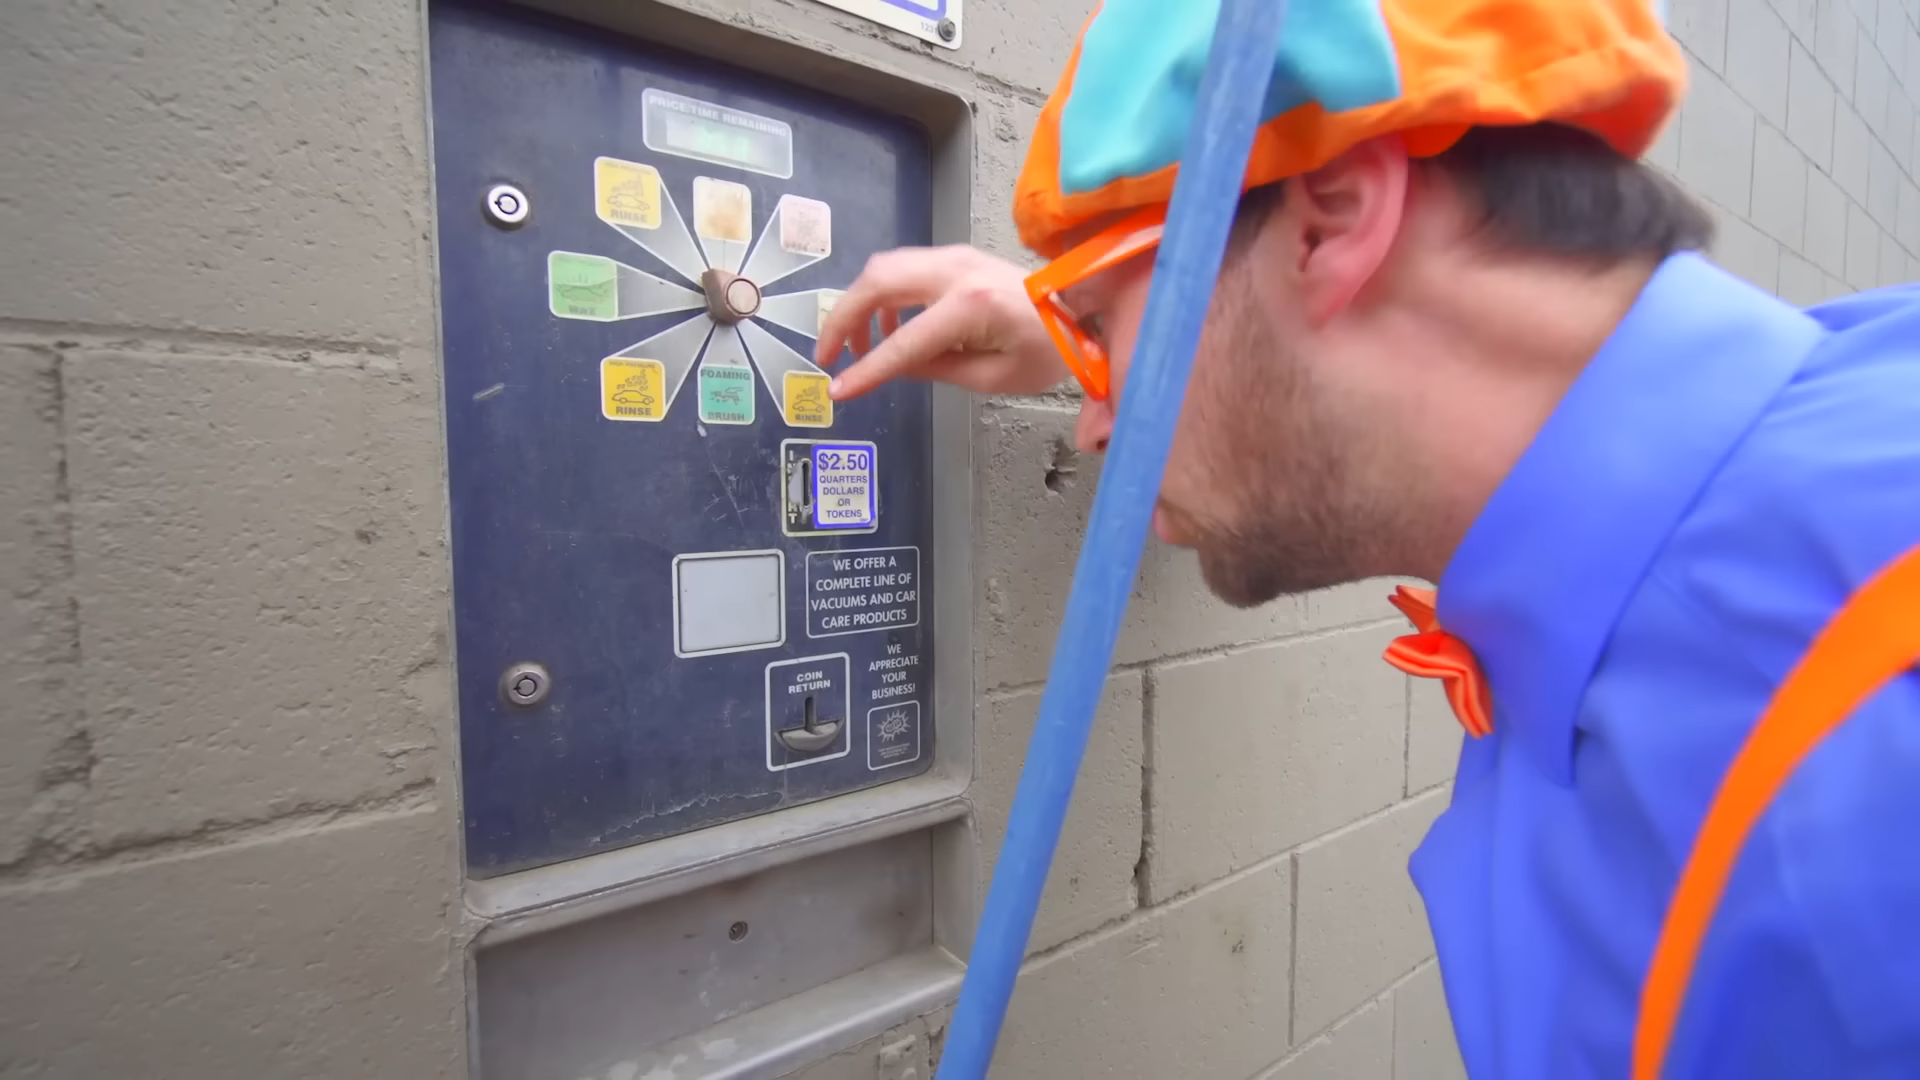 PRICE/TIME REMAINING
RINSE
WAX
RINSE
FOAMING
BRUSH
RINSE
$2.50
QUARTERS
DOLLARS
OR
TOKENS
WE OFFER A
COMPLETE LINE OF
VACUUMS AND CAR
CARE PRODUCTS
COIN
RETURN
WE
APPRECIATE
YOUR
BUSINESS!